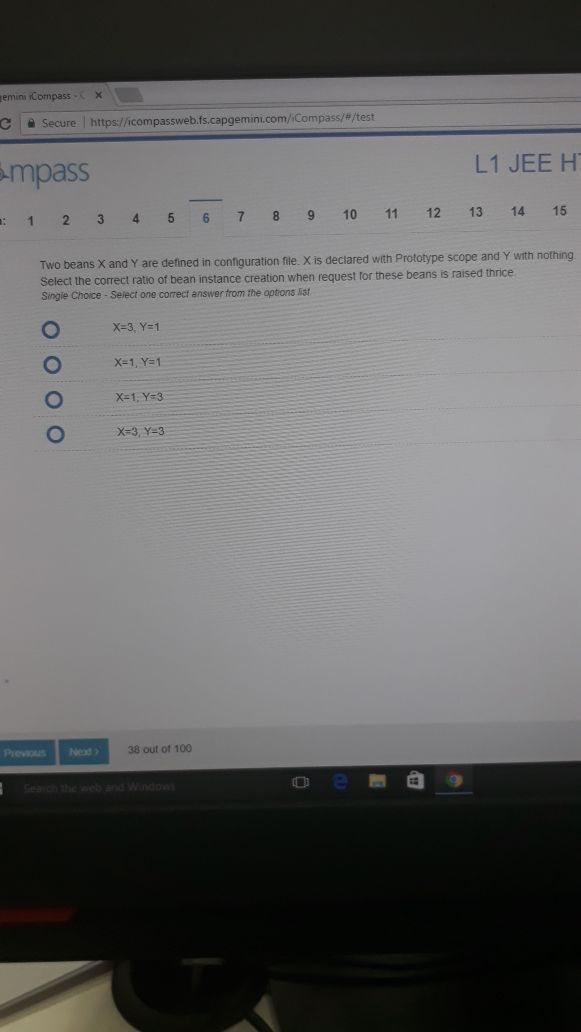 emini iCompass - C ×
Secure | https://icompassweb.fs.capgemini.com/iCompass/#/test
mpass
L1 JEE H
: 1 2 3 4 5 6 7 8 9 10 11 12 13 14 15
Two beans X and Y are defined in configuration file. X is declared with Prototype scope and Y with nothing.
Select the correct ratio of bean instance creation when request for these beans is raised thrice.
Single Choice - Select one correct answer from the options list.
X=3, Y=1
X=1, Y=1
X=1, Y=3
X=3, Y=3
Previous Next > 38 out of 100
Search the web and Windows